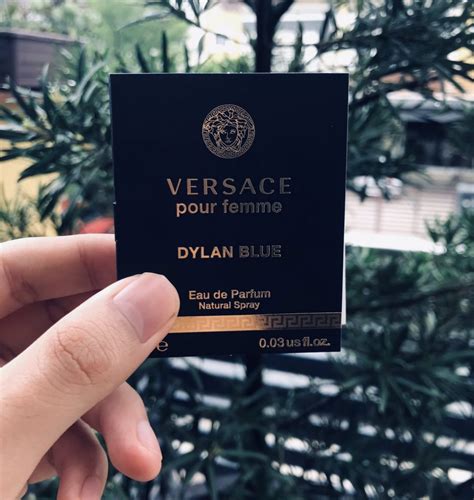 VERSACE
pour femme
DYLAN BLUE
Eau de Parfum
Natural Spray
e 0.03 us fl.oz.